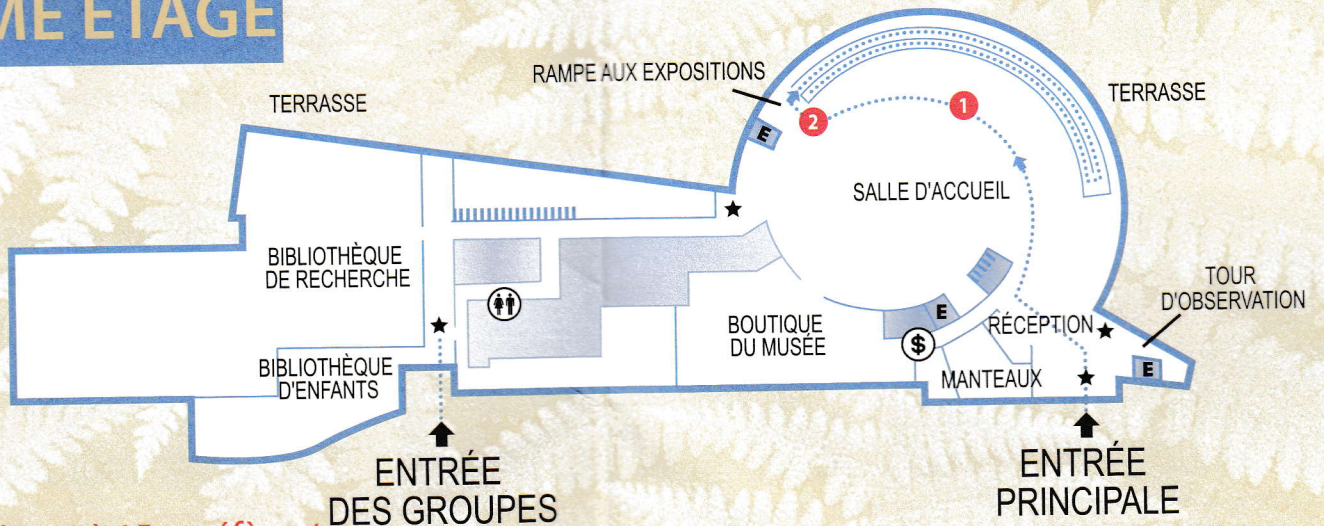 ME ÉTAGE
RAMPE AUX EXPOSITIONS
TERRASSE
TERRASSE
E
2
1
SALLE D'ACCUEIL
BIBLIOTHÈQUE
DE RECHERCHE
TOUR
D'OBSERVATION
E
BOUTIQUE
DU MUSÉE
RÉCEPTION
$
E
BIBLIOTHÈQUE
D'ENFANTS
MANTEAUX
ENTRÉE
DES GROUPES
ENTRÉE
PRINCIPALE